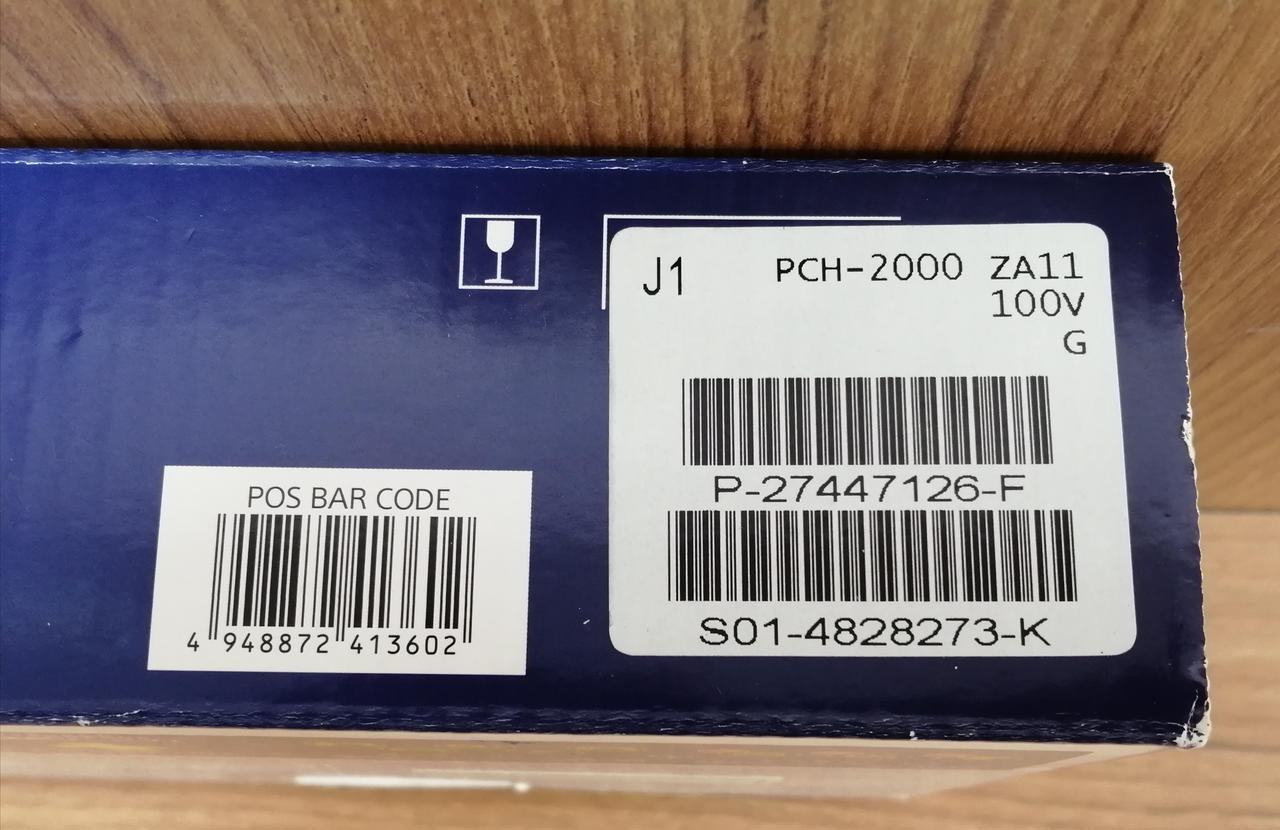 J1 PCH-2000 ZA11
100V
G
P-27447126-F
S01-4828273-K
POS BAR CODE
4 948872 413602